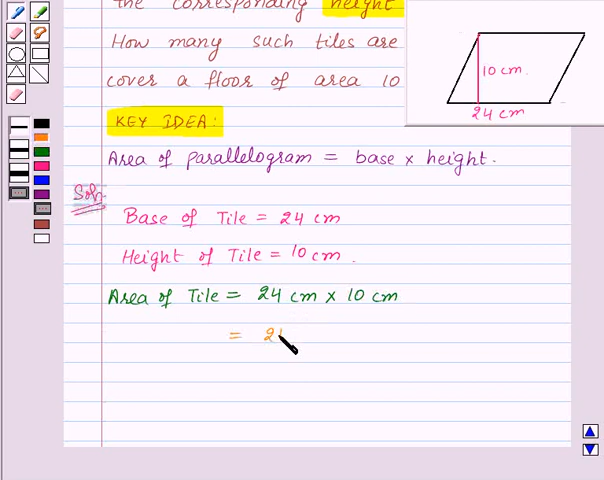 the corresponding height
How many such tiles are
cover a floor of area 10
KEY IDEA:
Area of parallelogram = base × height.
Soln.
Base of Tile = 24 cm
Height of Tile = 10 cm.
Area of Tile = 24 cm × 10 cm
= 24
10 cm.
24 cm